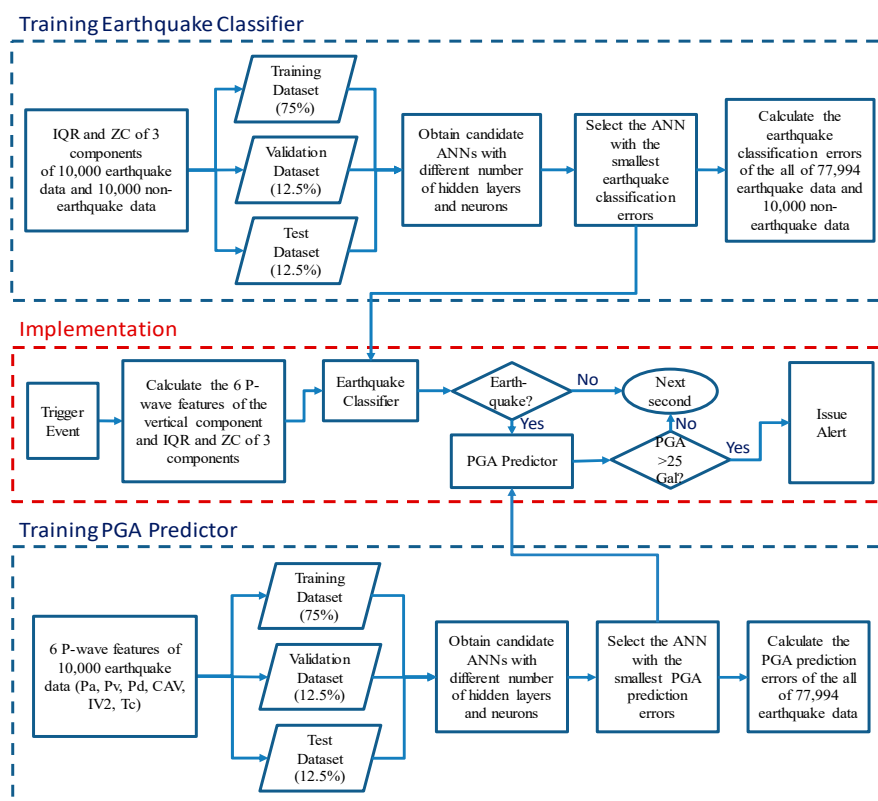 Training Earthquake Classifier
IQR and ZC of 3
components
of 10,000 earthquake
data and 10,000 non-
earthquake data
Training
Dataset
(75%)
Validation
Dataset
(12.5%)
Test
Dataset
(12.5%)
Obtain candidate
ANNs with
different number
of hidden layers
and neurons
Select the ANN
with the
smallest
earthquake
classification
errors
Calculate the
earthquake
classification errors
of the all of 77,994
earthquake data and
10,000 non-
earthquake data
Implementation
Trigger
Event
Calculate the 6 P-
wave features of the
vertical component
and IQR and ZC of 3
components
Earthquake
Classifier
Earth-
quake?
No
Next
second
Yes
PGA Predictor
No
PGA
>25
Gal?
Yes
Issue
Alert
Training PGA Predictor
6 P-wave features of
10,000 earthquake
data (Pa, Pv, Pd, CAV,
IV2, Tc)
Training
Dataset
(75%)
Validation
Dataset
(12.5%)
Test
Dataset
(12.5%)
Obtain candidate
ANNs with
different number
of hidden layers
and neurons
Select the ANN
with the
smallest PGA
prediction
errors
Calculate the
PGA prediction
errors of the all
of 77,994
earthquake data